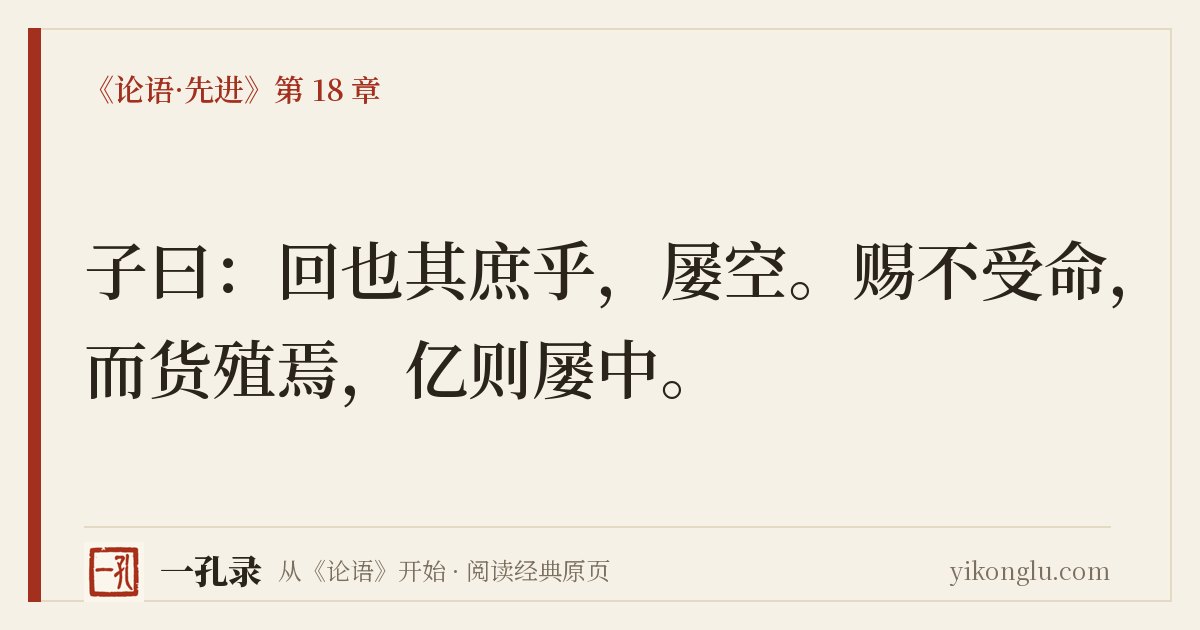 《论语·先进》第 18 章
子曰：回也其庶乎，屡空。赐不受命，
而货殖焉，亿则屡中。
一孔
一孔录 从《论语》开始 · 阅读经典原页 yikonglu.com